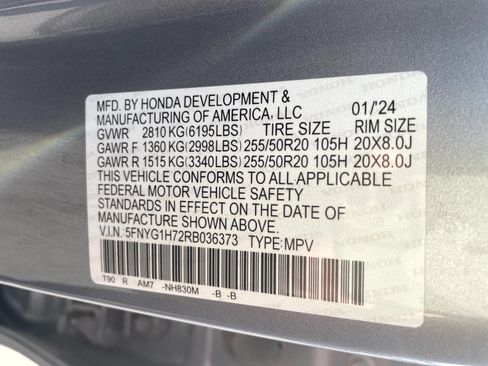 MFD. BY HONDA DEVELOPMENT &
MANUFACTURING OF AMERICA, LLC 01/'24
GVWR 2810 KG(6195LBS) TIRE SIZE RIM SIZE
GAWR F 1360 KG(2998LBS) 255/50R20 105H 20X8.0J
GAWR R 1515 KG(3340LBS) 255/50R20 105H 20X8.0J
THIS VEHICLE CONFORMS TO ALL APPLICABLE
FEDERAL MOTOR VEHICLE SAFETY
STANDARDS IN EFFECT ON THE DATE OF
MANUFACTURE SHOWN ABOVE.
V.I.N.: 5FNYG1H72RB036373 TYPE: MPV
T90 R AM7 -NH830M -B -B